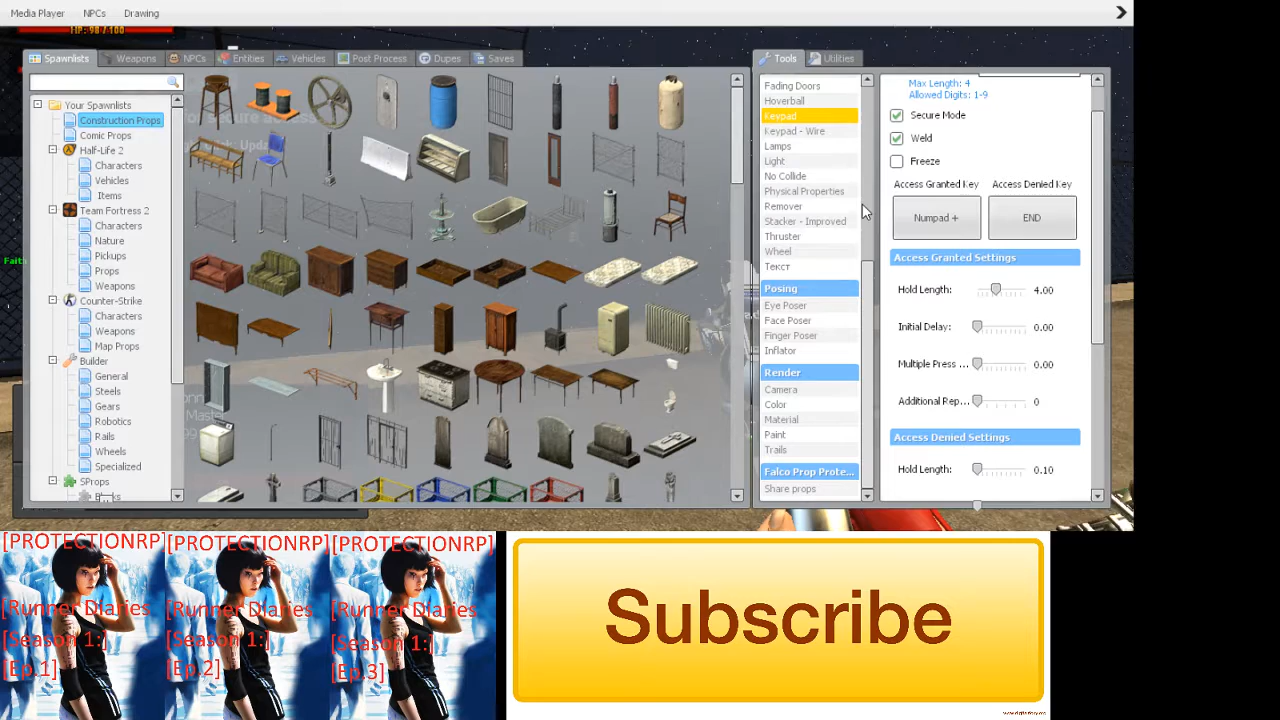 Media Player NPCs Drawing
HP: 98 / 100
Spawnlists Weapons NPCs Entities Vehicles Post Process Dupes Saves
Tools Utilities
Your Spawnlists
Construction Props
Comic Props
Half-Life 2
Characters
Vehicles
Items
Team Fortress 2
Characters
Nature
Pickups
Props
Weapons
Counter-Strike
Characters
Weapons
Map Props
Builder
General
Steels
Gears
Robotics
Rails
Wheels
Specialized
SProps
Fading Doors
Hoverball
Keypad
Keypad - Wire
Lamps
Light
No Collide
Physical Properties
Remover
Stacker - Improved
Thruster
Wheel
Текст
Posing
Eye Poser
Face Poser
Finger Poser
Inflator
Render
Camera
Color
Material
Paint
Trails
Falco Prop Prote...
Share props
Max Length: 4
Allowed Digits: 1-9
Secure Mode
Weld
Freeze
Access Granted Key Access Denied Key
Numpad + END
Access Granted Settings
Hold Length: 4.00
Initial Delay: 0.00
Multiple Press ... 0.00
Additional Rep... 0
Access Denied Settings
Hold Length: 0.10
[PROTECTIONRP] [PROTECTIONRP] [PROTECTIONRP]
[Runner Diaries [Runner Diaries [Runner Diaries
[Season 1:] [Season 1:] [Season 1:]
[Ep.1] [Ep.2] [Ep.3]
Subscribe